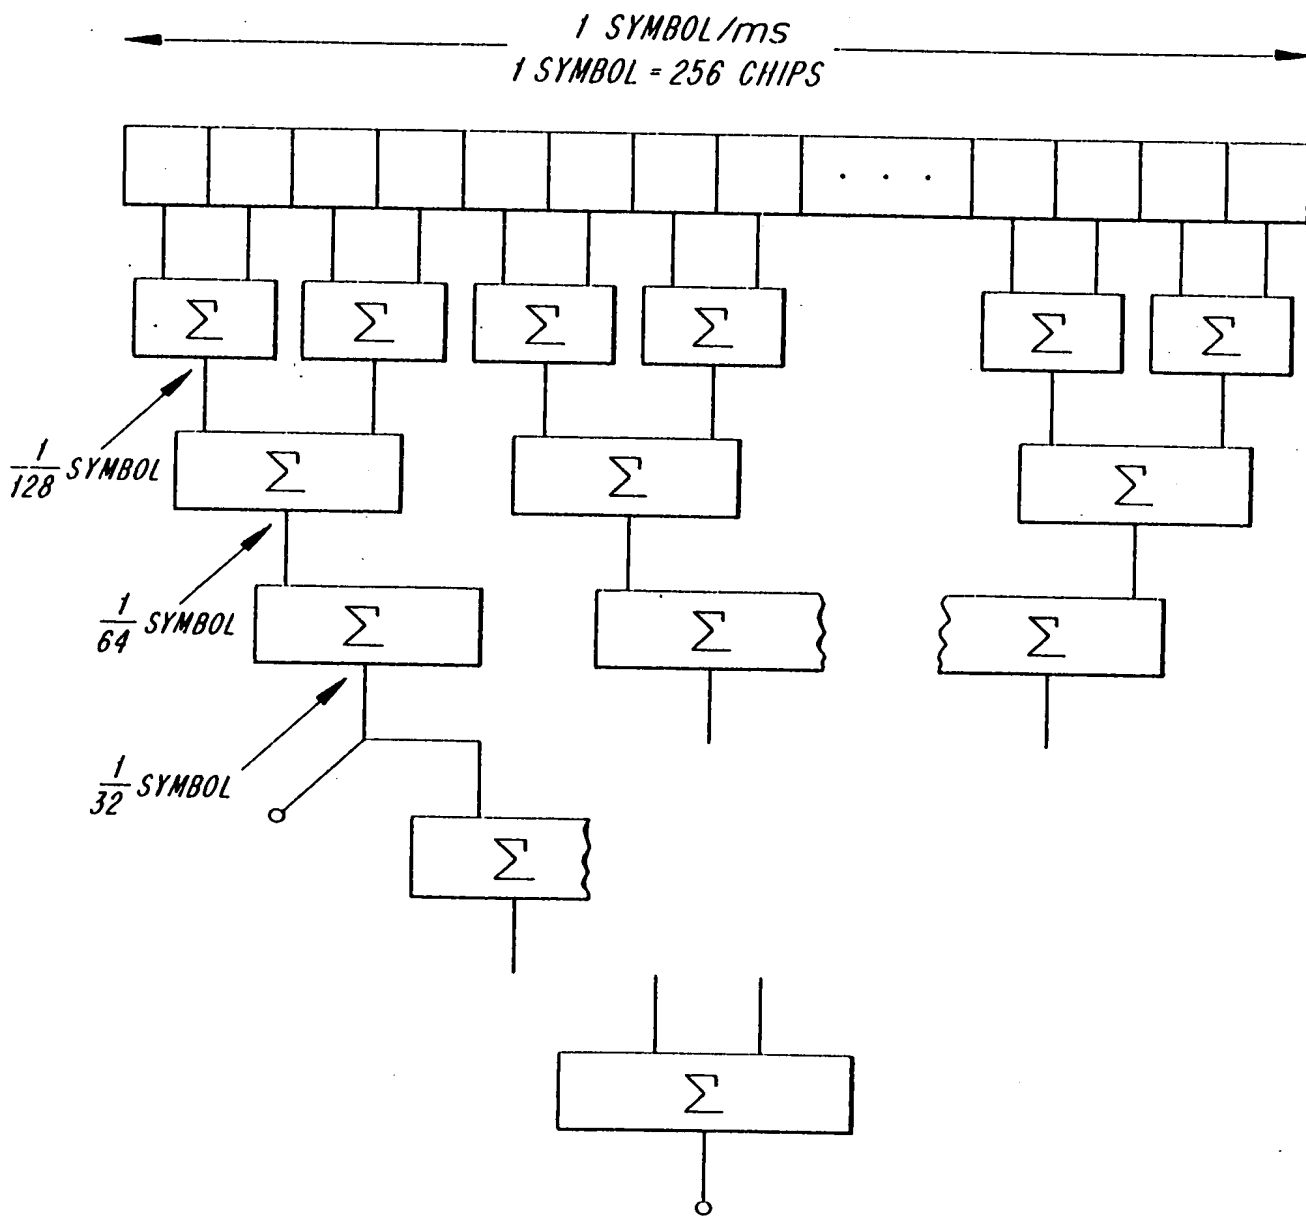 1 SYMBOL/ms
1 SYMBOL = 256 CHIPS
. . .
Σ Σ Σ Σ Σ Σ
1/128 SYMBOL
Σ Σ Σ
1/64 SYMBOL
Σ Σ Σ
1/32 SYMBOL
Σ
Σ